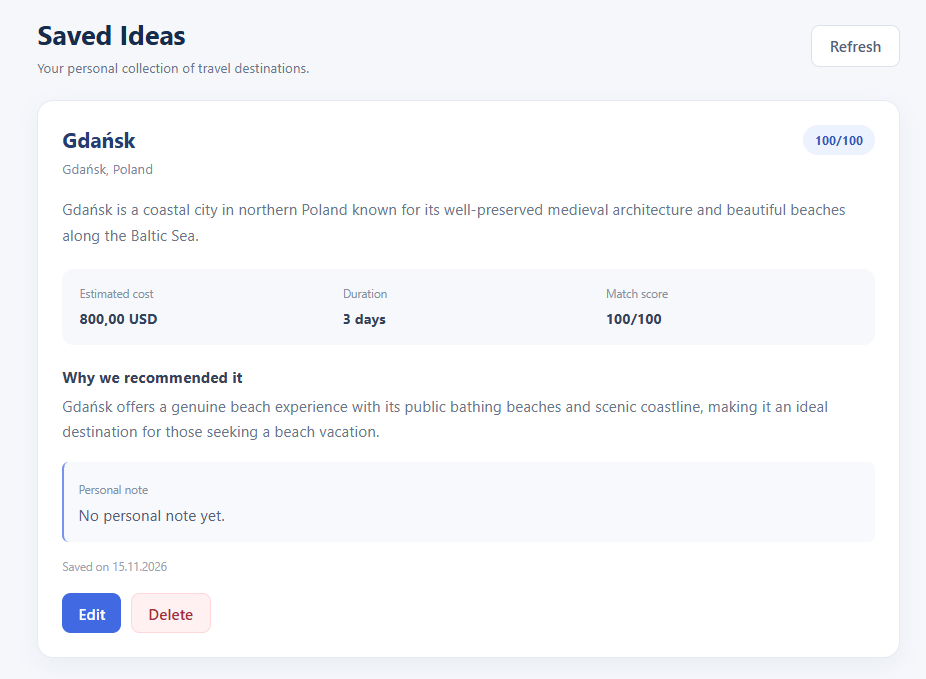 Saved Ideas
Your personal collection of travel destinations.
Refresh
Gdańsk
100/100
Gdańsk, Poland
Gdańsk is a coastal city in northern Poland known for its well-preserved medieval architecture and beautiful beaches
along the Baltic Sea.
Estimated cost
Duration
Match score
800,00 USD
3 days
100/100
Why we recommended it
Gdańsk offers a genuine beach experience with its public bathing beaches and scenic coastline, making it an ideal
destination for those seeking a beach vacation.
Personal note
No personal note yet.
Saved on 15.11.2026
Edit
Delete